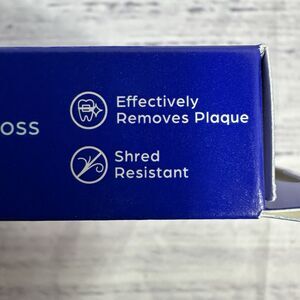 Effectively
Removes Plaque
OSS
Shred
Resistant